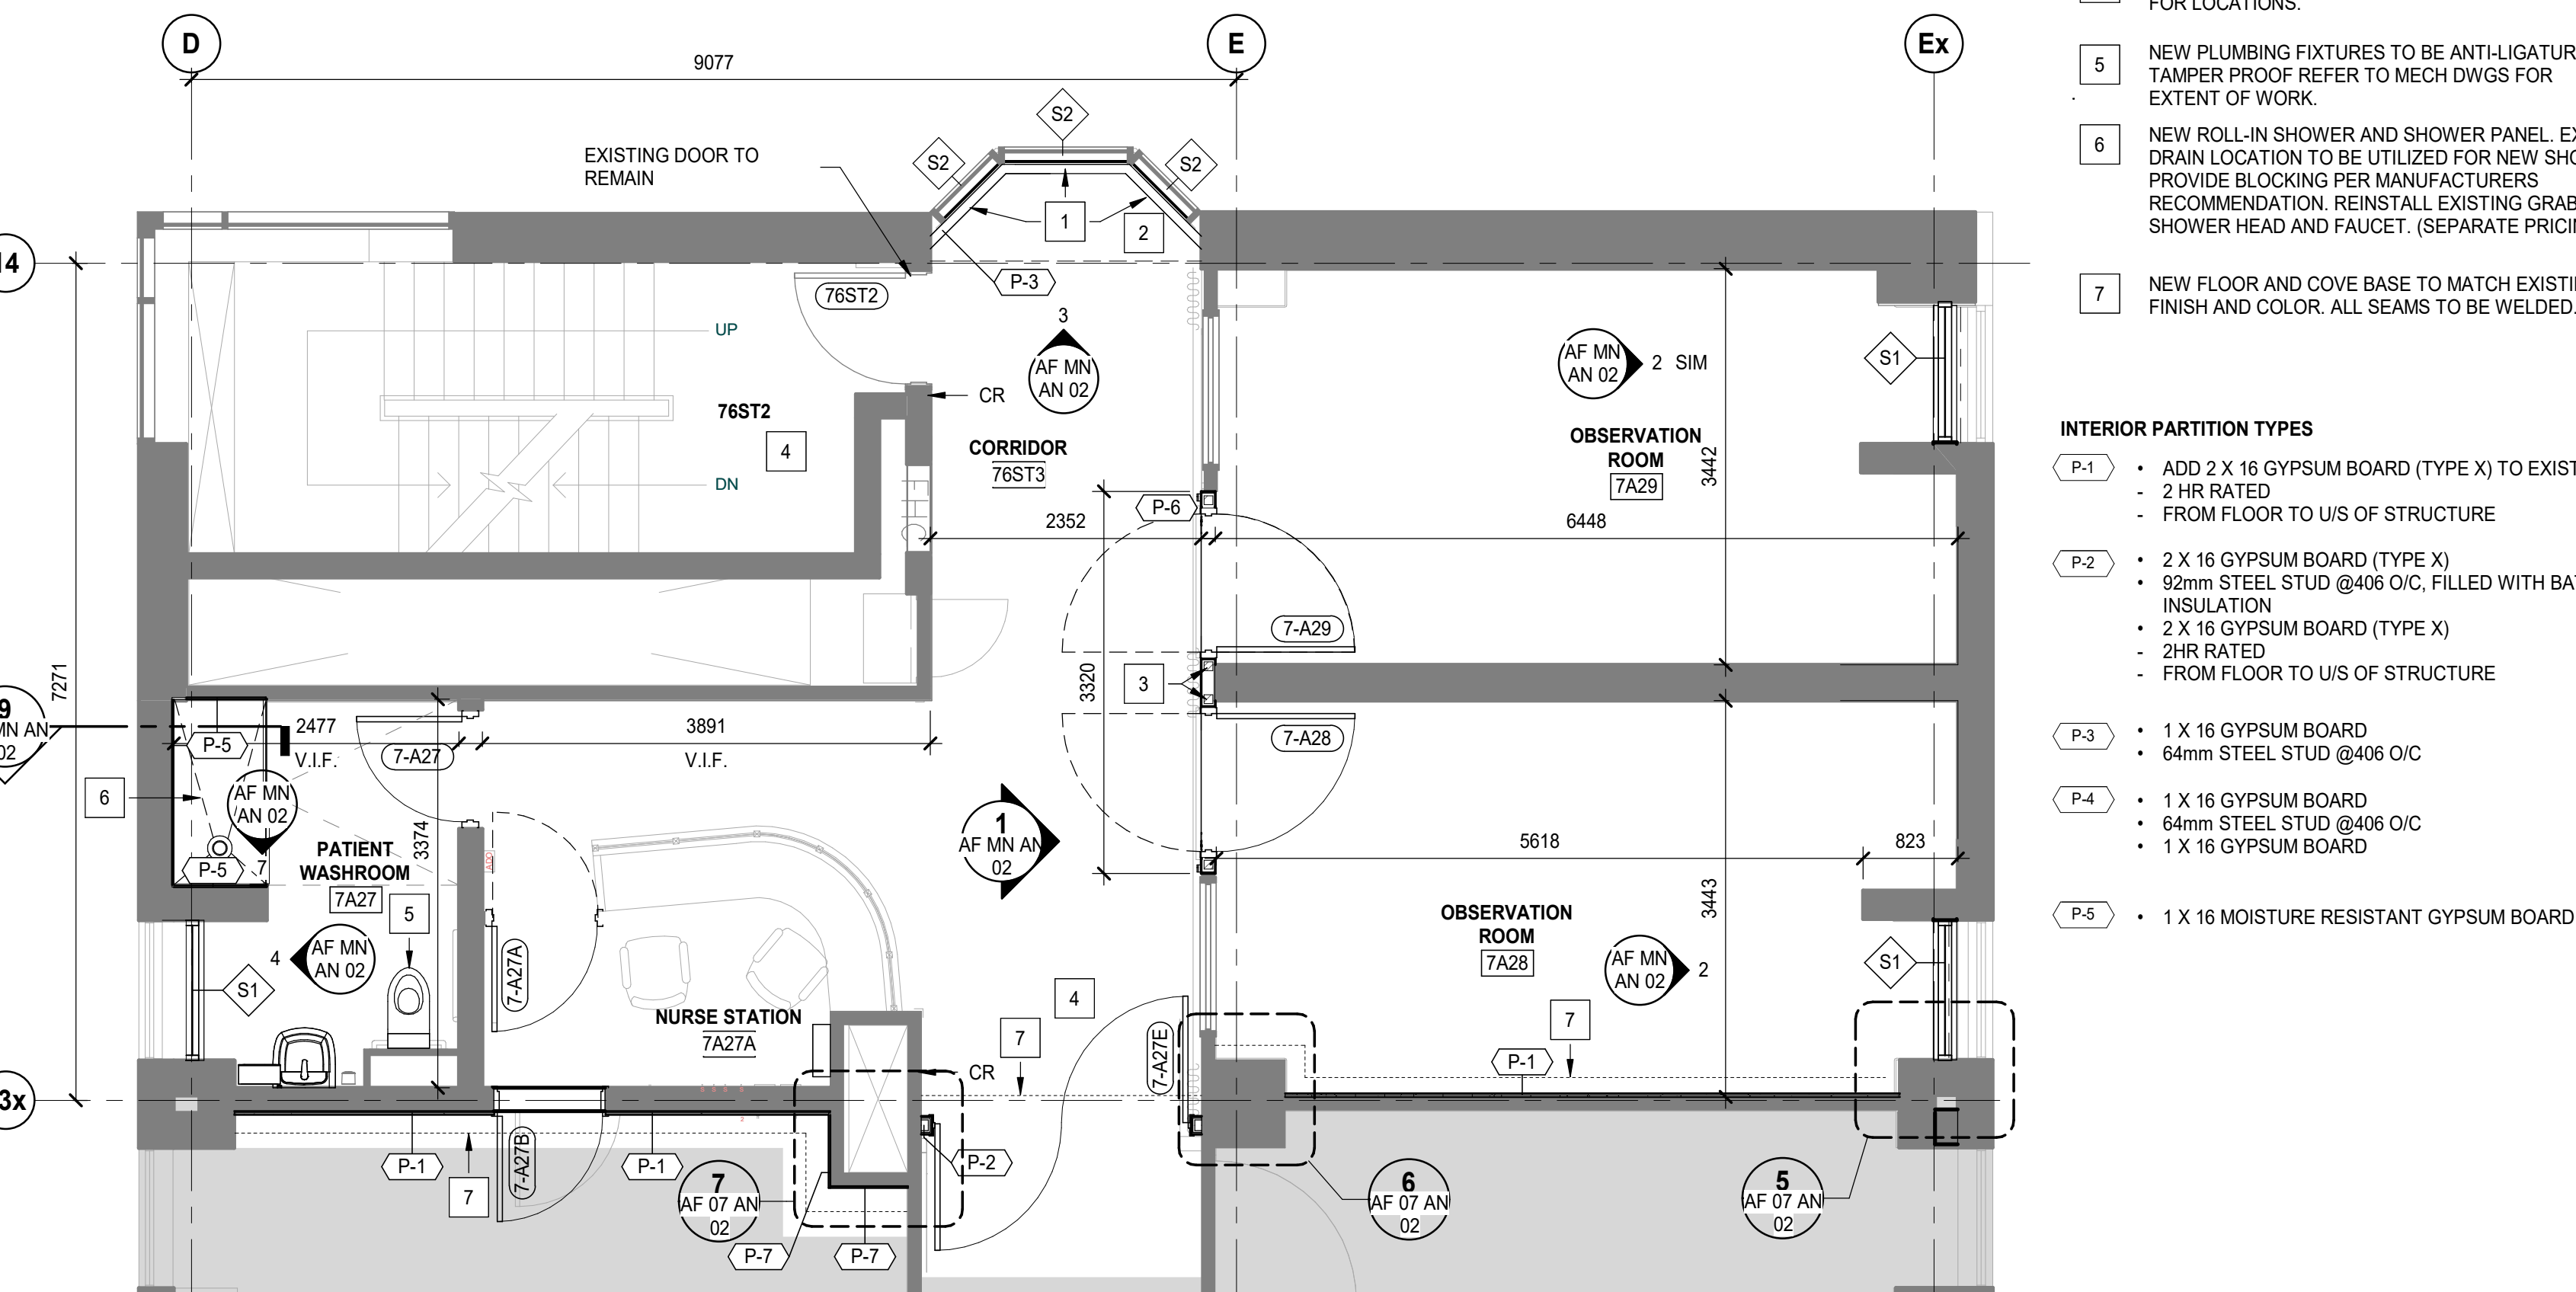 D
E
Ex
9077
S2
S2
S2
EXISTING DOOR TO
REMAIN
1
2
14
P-3
76ST2
3
AF MN
AN 02
UP
CR
AF MN
AN 02
2 SIM
S1
76ST2
4
CORRIDOR
76ST3
OBSERVATION
ROOM
7A29
3442
DN
P-6
2352
6448
7-A29
3320
3
7271
9
MN AN
02
2477
V.I.F.
3891
V.I.F.
P-5
7-A27
7-A28
6
AF MN
AN 02
7
P-5
3374
ADO
PATIENT
WASHROOM
7A27
5
1
AF MN AN
02
5618
823
3443
OBSERVATION
ROOM
7A28
AF MN
AN 02
2
S1
4
AF MN
AN 02
S1
7-A27A
NURSE STATION
7A27A
4
7
7-A27E
7
P-1
CR
3x
P-1
7
7-A27B
P-1
P-2
7
AF 07 AN
02
P-7
P-7
6
AF 07 AN
02
5
AF 07 AN
02
FOR LOCATIONS.
5
NEW PLUMBING FIXTURES TO BE ANTI-LIGATUR
TAMPER PROOF REFER TO MECH DWGS FOR
EXTENT OF WORK.
6
NEW ROLL-IN SHOWER AND SHOWER PANEL. EX
DRAIN LOCATION TO BE UTILIZED FOR NEW SHO
PROVIDE BLOCKING PER MANUFACTURERS
RECOMMENDATION. REINSTALL EXISTING GRAB
SHOWER HEAD AND FAUCET. (SEPARATE PRICI
7
NEW FLOOR AND COVE BASE TO MATCH EXISTI
FINISH AND COLOR. ALL SEAMS TO BE WELDED.
INTERIOR PARTITION TYPES
P-1
• ADD 2 X 16 GYPSUM BOARD (TYPE X) TO EXIST
- 2 HR RATED
- FROM FLOOR TO U/S OF STRUCTURE
P-2
• 2 X 16 GYPSUM BOARD (TYPE X)
• 92mm STEEL STUD @406 O/C, FILLED WITH BA
INSULATION
• 2 X 16 GYPSUM BOARD (TYPE X)
- 2HR RATED
- FROM FLOOR TO U/S OF STRUCTURE
P-3
• 1 X 16 GYPSUM BOARD
• 64mm STEEL STUD @406 O/C
P-4
• 1 X 16 GYPSUM BOARD
• 64mm STEEL STUD @406 O/C
• 1 X 16 GYPSUM BOARD
P-5
• 1 X 16 MOISTURE RESISTANT GYPSUM BOARD